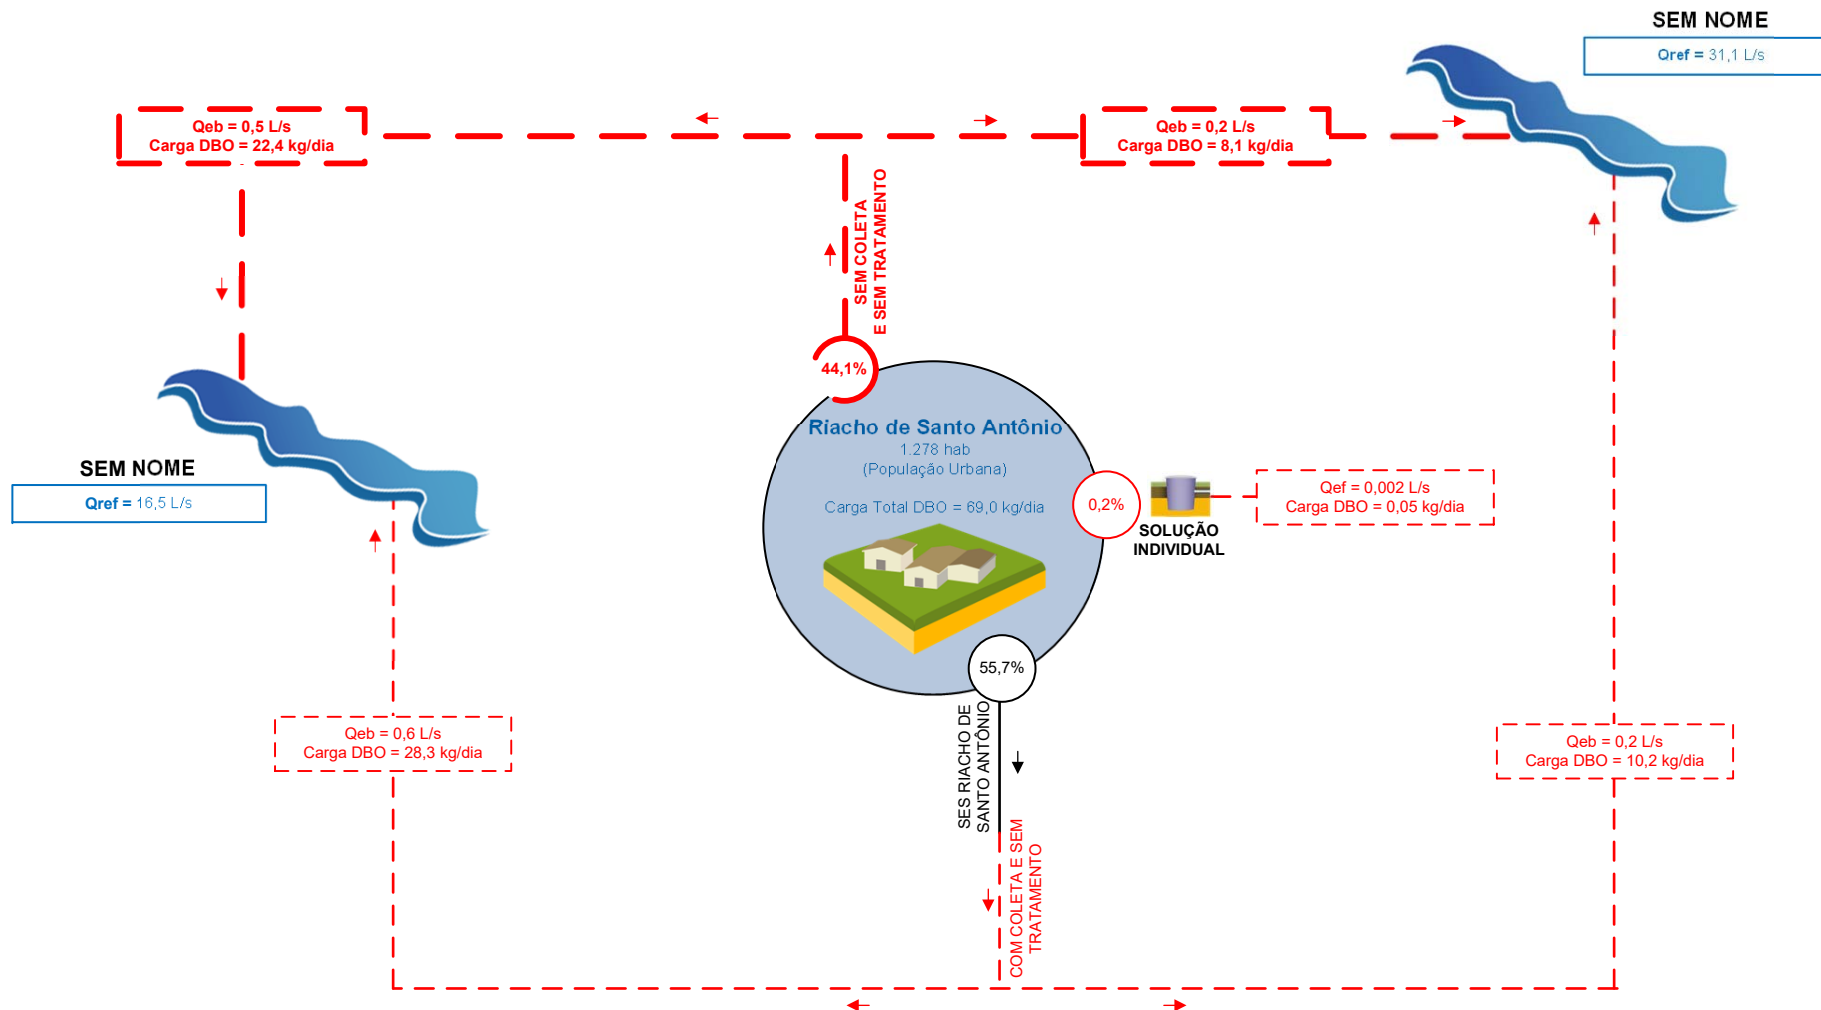 SEM NOME
Qref = 31,1 L/s
Qeb = 0,5 L/s
Carga DBO = 22,4 kg/dia
Qeb = 0,2 L/s
Carga DBO = 8,1 kg/dia
SEM COLETA
E SEM TRATAMENTO
44,1%
Riacho de Santo Antônio
1.278 hab
(População Urbana)
Carga Total DBO = 69,0 kg/dia
SEM NOME
Qref = 16,5 L/s
0,2%
SOLUÇÃO
INDIVIDUAL
Qef = 0,002 L/s
Carga DBO = 0,05 kg/dia
55,7%
SES RIACHO DE
SANTO ANTÔNIO
Qeb = 0,6 L/s
Carga DBO = 28,3 kg/dia
Qeb = 0,2 L/s
Carga DBO = 10,2 kg/dia
COM COLETA E SEM
TRATAMENTO